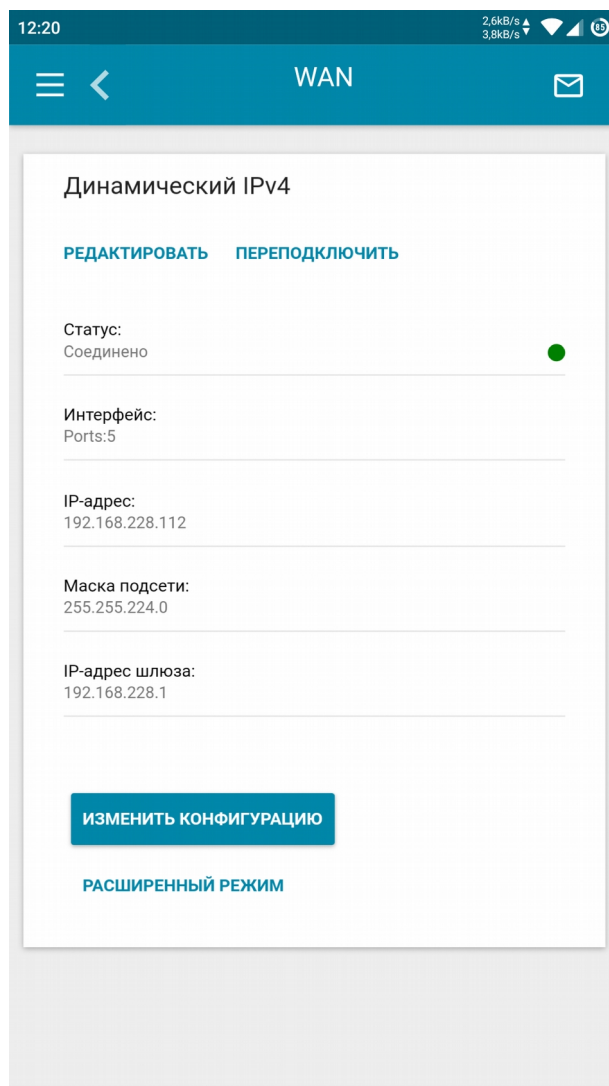 12:20
2,6kB/s
3,8kB/s
85
WAN
Динамический IPv4
РЕДАКТИРОВАТЬ ПЕРЕПОДКЛЮЧИТЬ
Статус:
Соединено
Интерфейс:
Ports:5
IP-адрес:
192.168.228.112
Маска подсети:
255.255.224.0
IP-адрес шлюза:
192.168.228.1
ИЗМЕНИТЬ КОНФИГУРАЦИЮ
РАСШИРЕННЫЙ РЕЖИМ